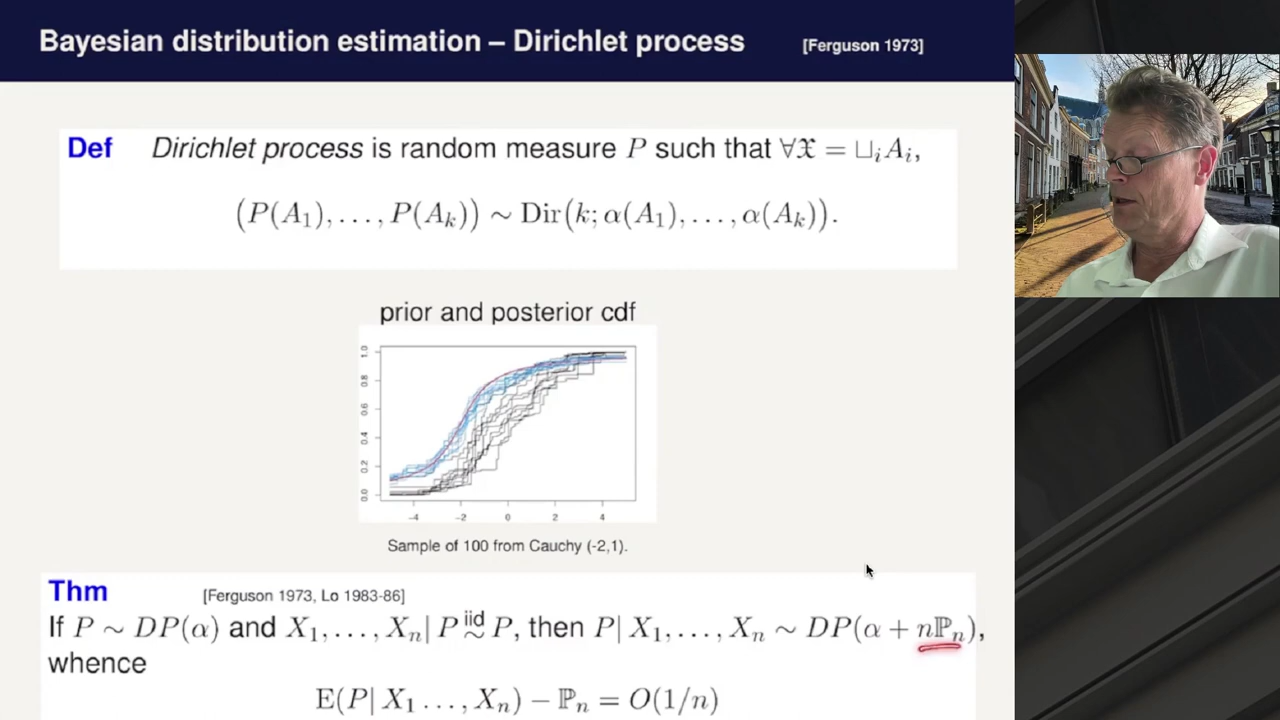 Bayesian distribution estimation – Dirichlet process [Ferguson 1973]
Def Dirichlet process is random measure P such that ∀𝔛 = ⊔ᵢAᵢ,
(P(A₁), . . . , P(Aₖ)) ∼ Dir(k; α(A₁), . . . , α(Aₖ)).
prior and posterior cdf
1.0
0.8
0.6
0.4
0.2
0.0
−4 −2 0 2 4
Sample of 100 from Cauchy (-2,1).
Thm [Ferguson 1973, Lo 1983-86]
If P ∼ DP(α) and X₁, . . . , Xₙ| P iid∼ P, then P| X₁, . . . , Xₙ ∼ DP(α + nℙₙ),
whence
E(P| X₁ . . . , Xₙ) − ℙₙ = O(1/n)